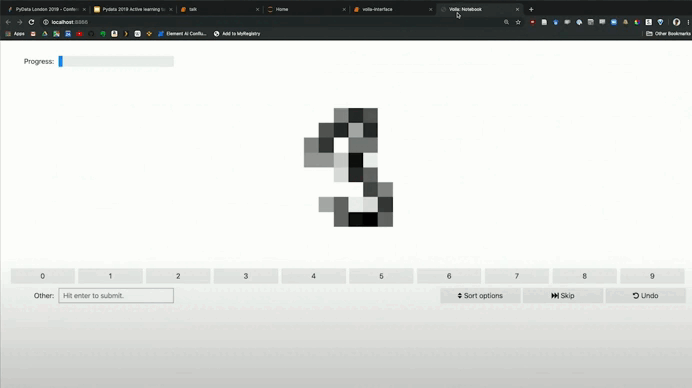 PyData London 2019 - Confer
Pydata 2019 Active learning tu
talk
Home
voila-interface
Voila: Notebook
localhost:8866
Apps
Element AI Conflu...
Add to MyRegistry
Other Bookmarks
Progress:
0 1 2 3 4 5 6 7 8 9
Other: Hit enter to submit. Sort options Skip Undo